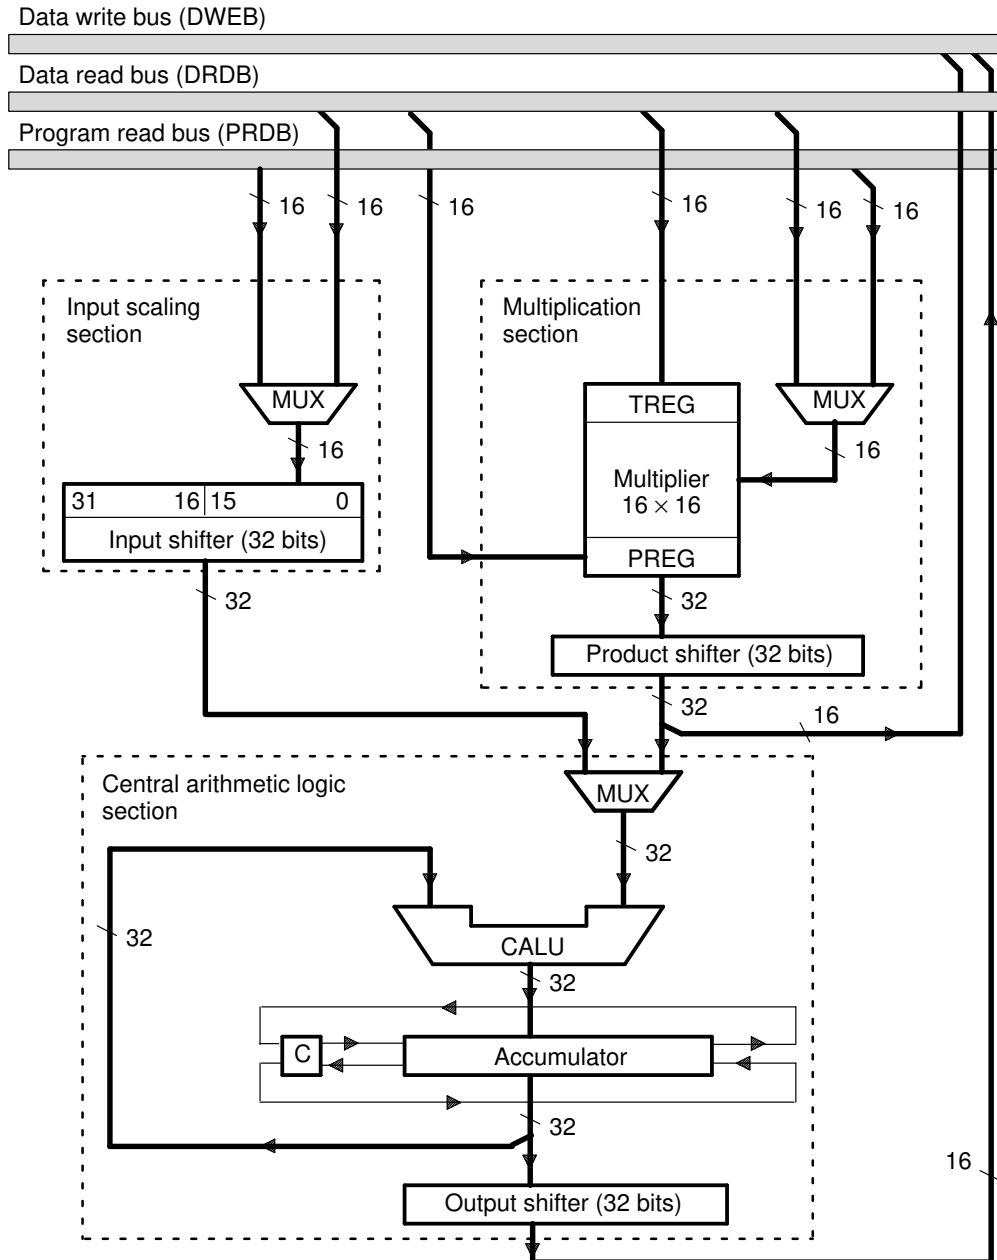 Data write bus (DWEB)
Data read bus (DRDB)
Program read bus (PRDB)
16
16
16
16
16
16
Input scaling
section
Multiplication
section
MUX
TREG
MUX
16
16
Multiplier
16 × 16
31
16
15
0
Input shifter (32 bits)
PREG
32
32
Product shifter (32 bits)
32
16
Central arithmetic logic
section
MUX
32
32
CALU
32
C
Accumulator
32
16
Output shifter (32 bits)